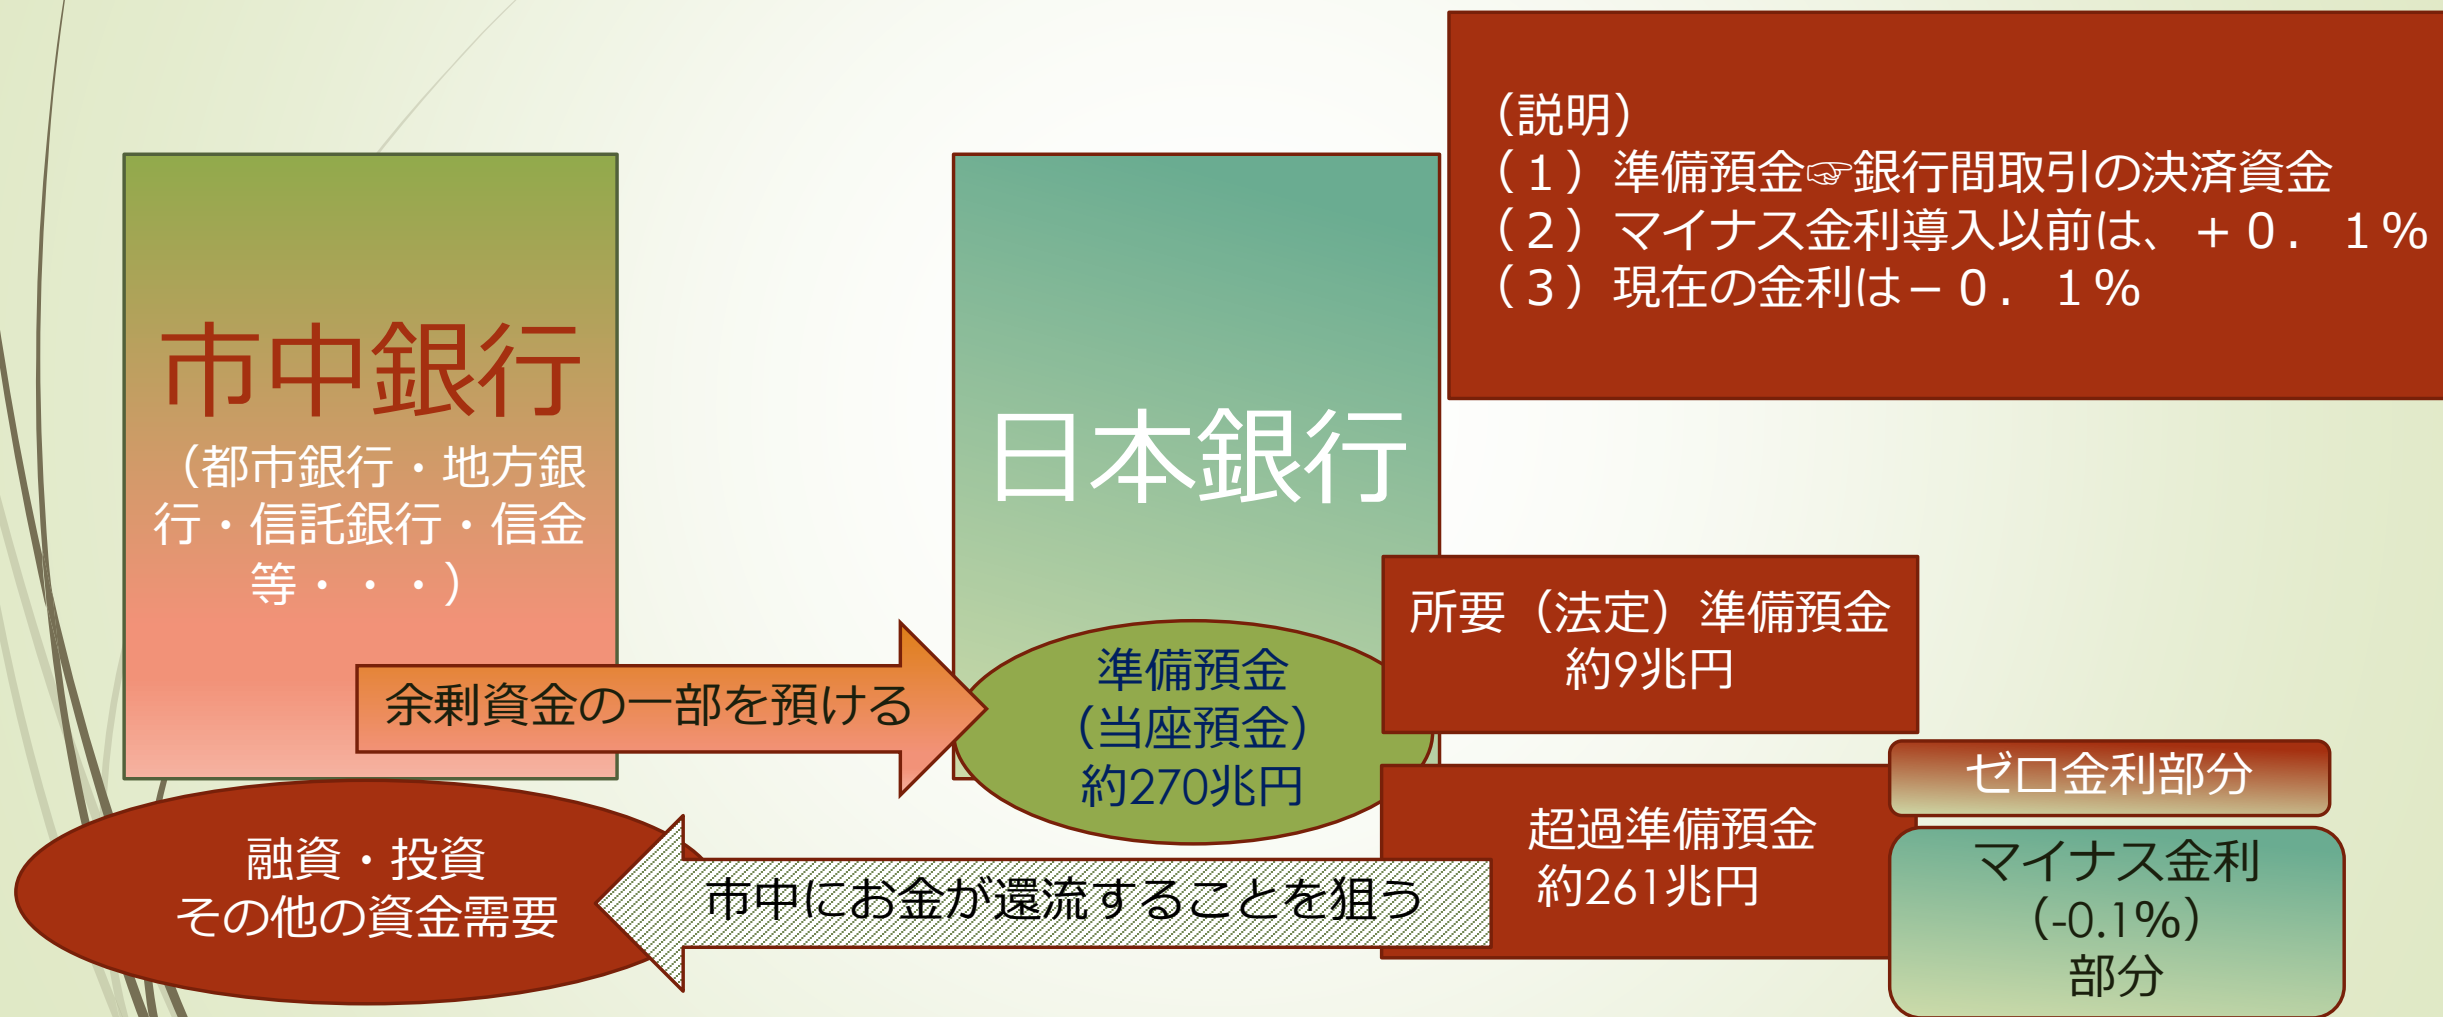 市中銀行
（都市銀行・地方銀
行・信託銀行・信金
等・・・）
余剰資金の一部を預ける
融資・投資
その他の資金需要
日本銀行
準備預金
（当座預金）
約270兆円
市中にお金が還流することを狙う
（説明）
（１）準備預金☞銀行間取引の決済資金
（２）マイナス金利導入以前は、＋０．１％
（３）現在の金利は－０．１％
所要（法定）準備預金
約9兆円
超過準備預金
約261兆円
ゼロ金利部分
マイナス金利
（-0.1%）
部分